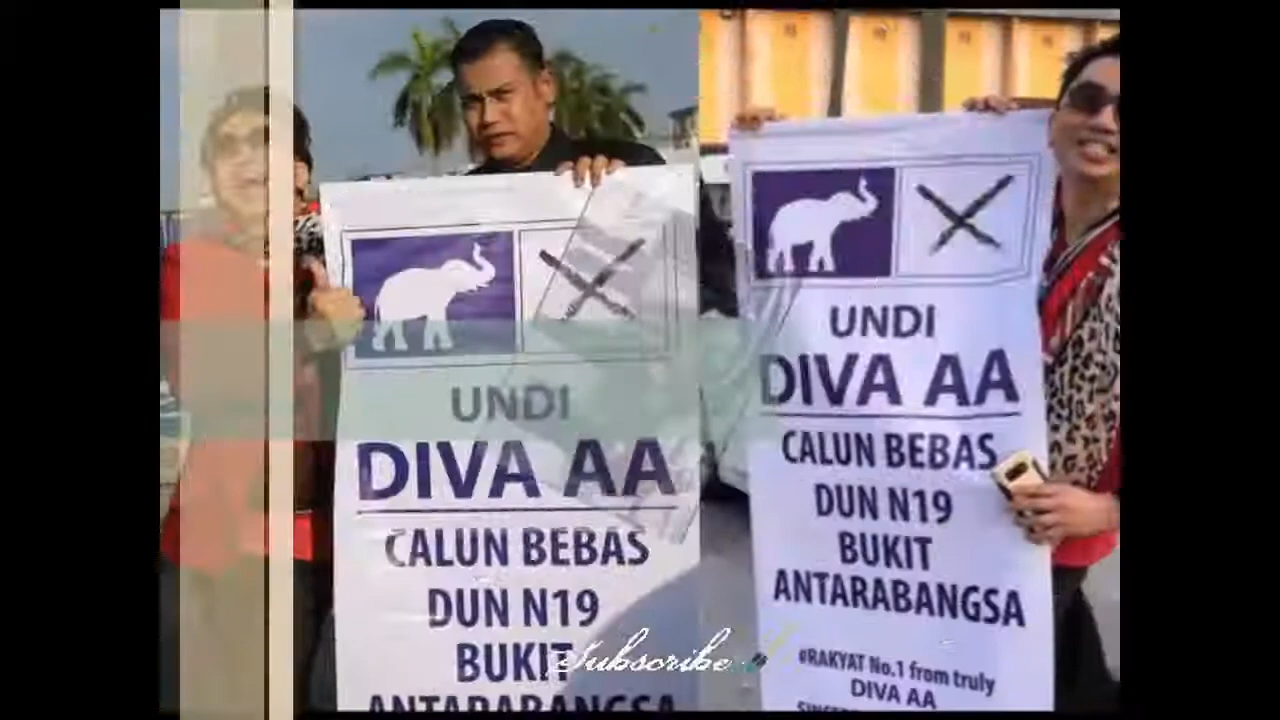 UNDI
DIVA AA
CALUN BEBAS
DUN N19
BUKIT
ANTARABANGSA
UNDI
DIVA AA
CALUN BEBAS
DUN N19
BUKIT
ANTARABANGSA
#RAKYAT No.1 from truly
DIVA AA
Subscribe